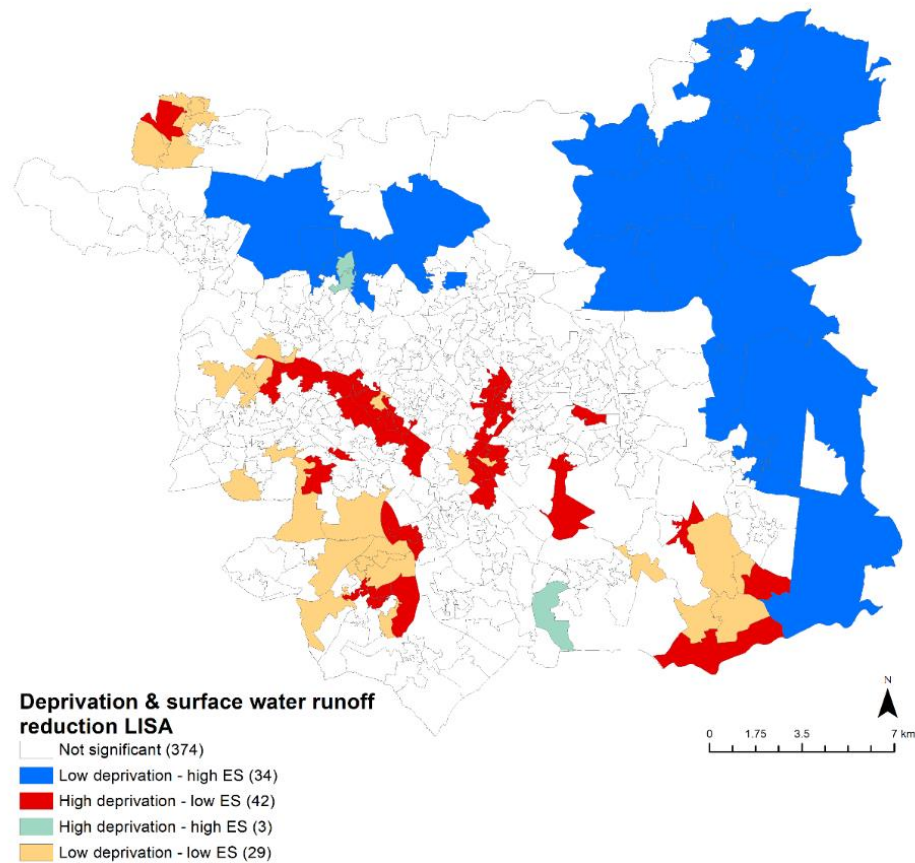 Deprivation & surface water runoff
reduction LISA
Not significant (374)
Low deprivation - high ES (34)
High deprivation - low ES (42)
High deprivation - high ES (3)
Low deprivation - low ES (29)
N
0 1.75 3.5 7 km